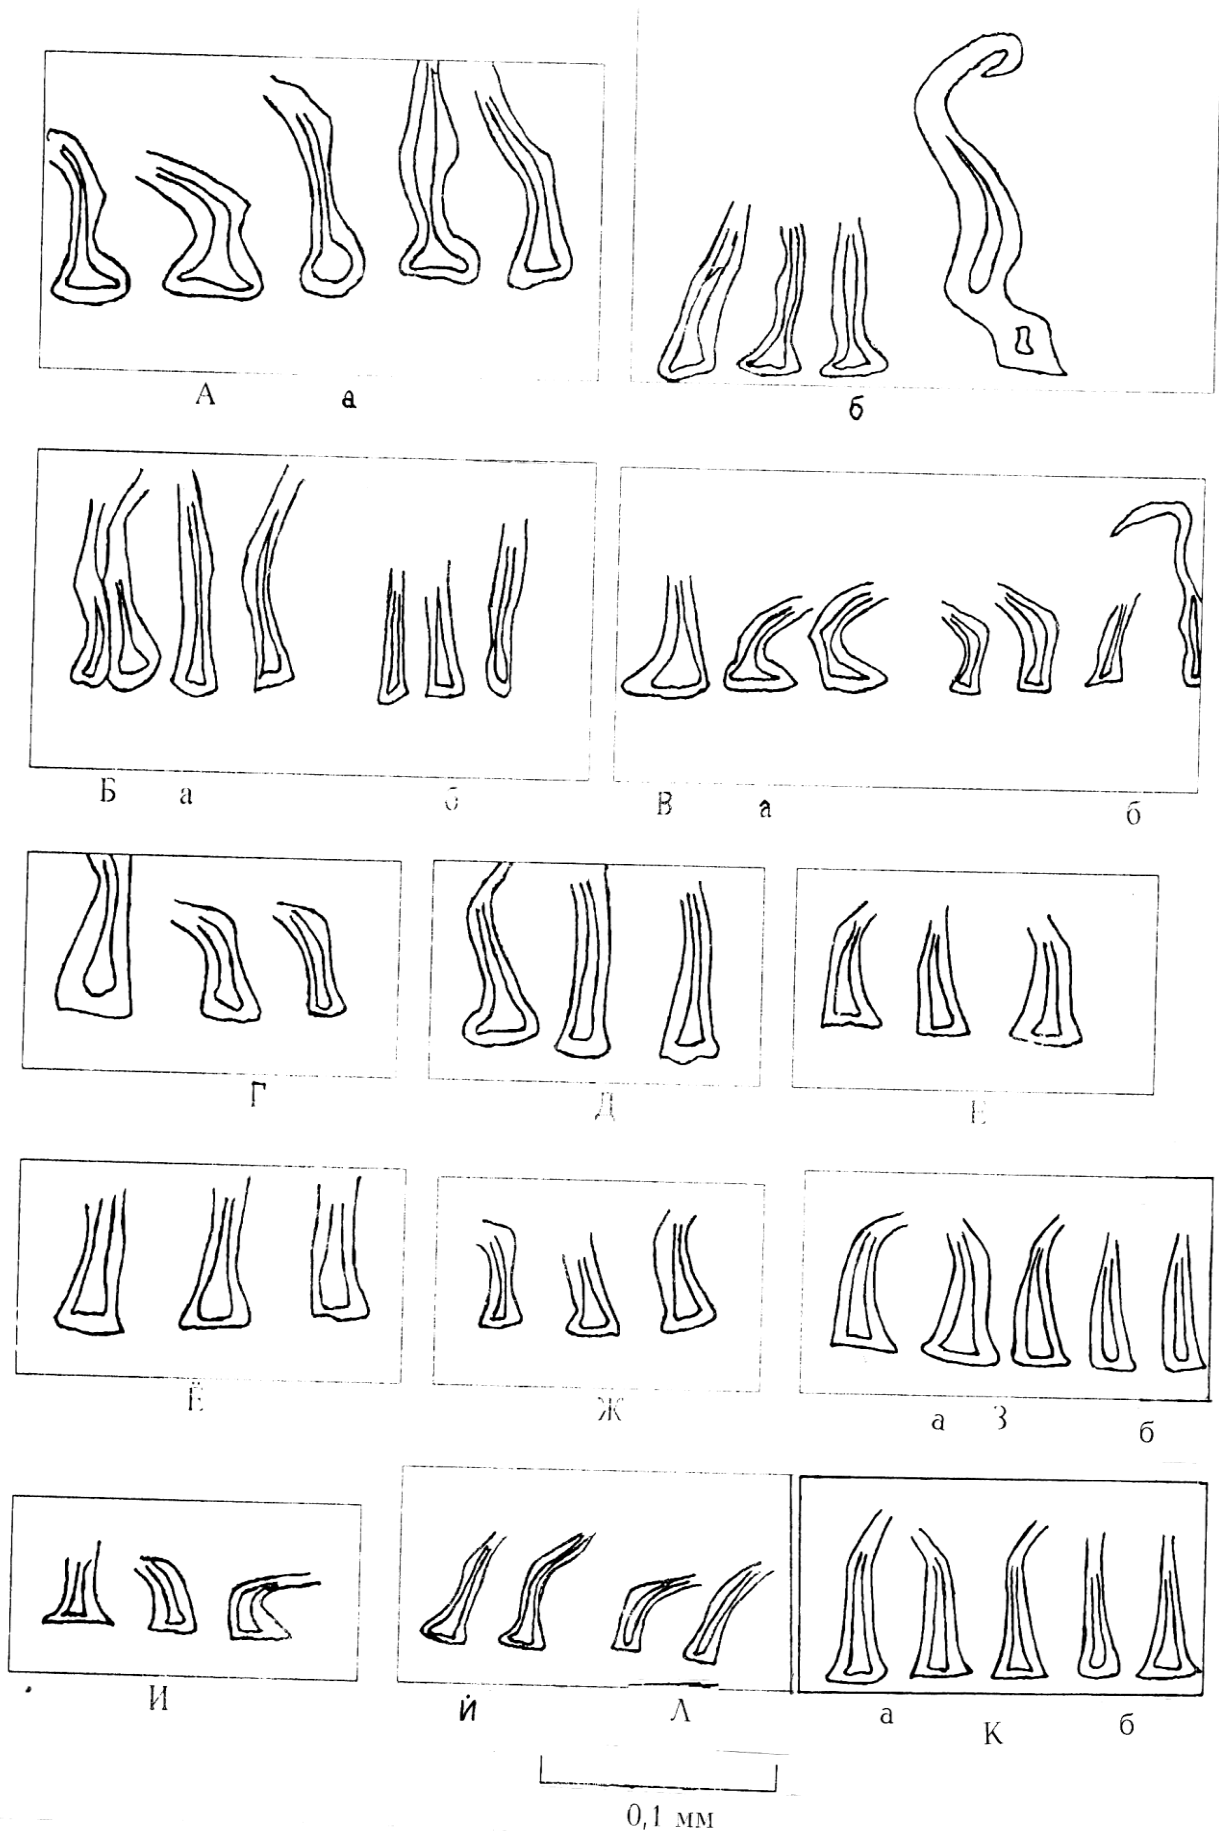 А а б
Б а б В а б
Г Д Е
Ё Ж а З б
И Й Л а К б
0,1 мм